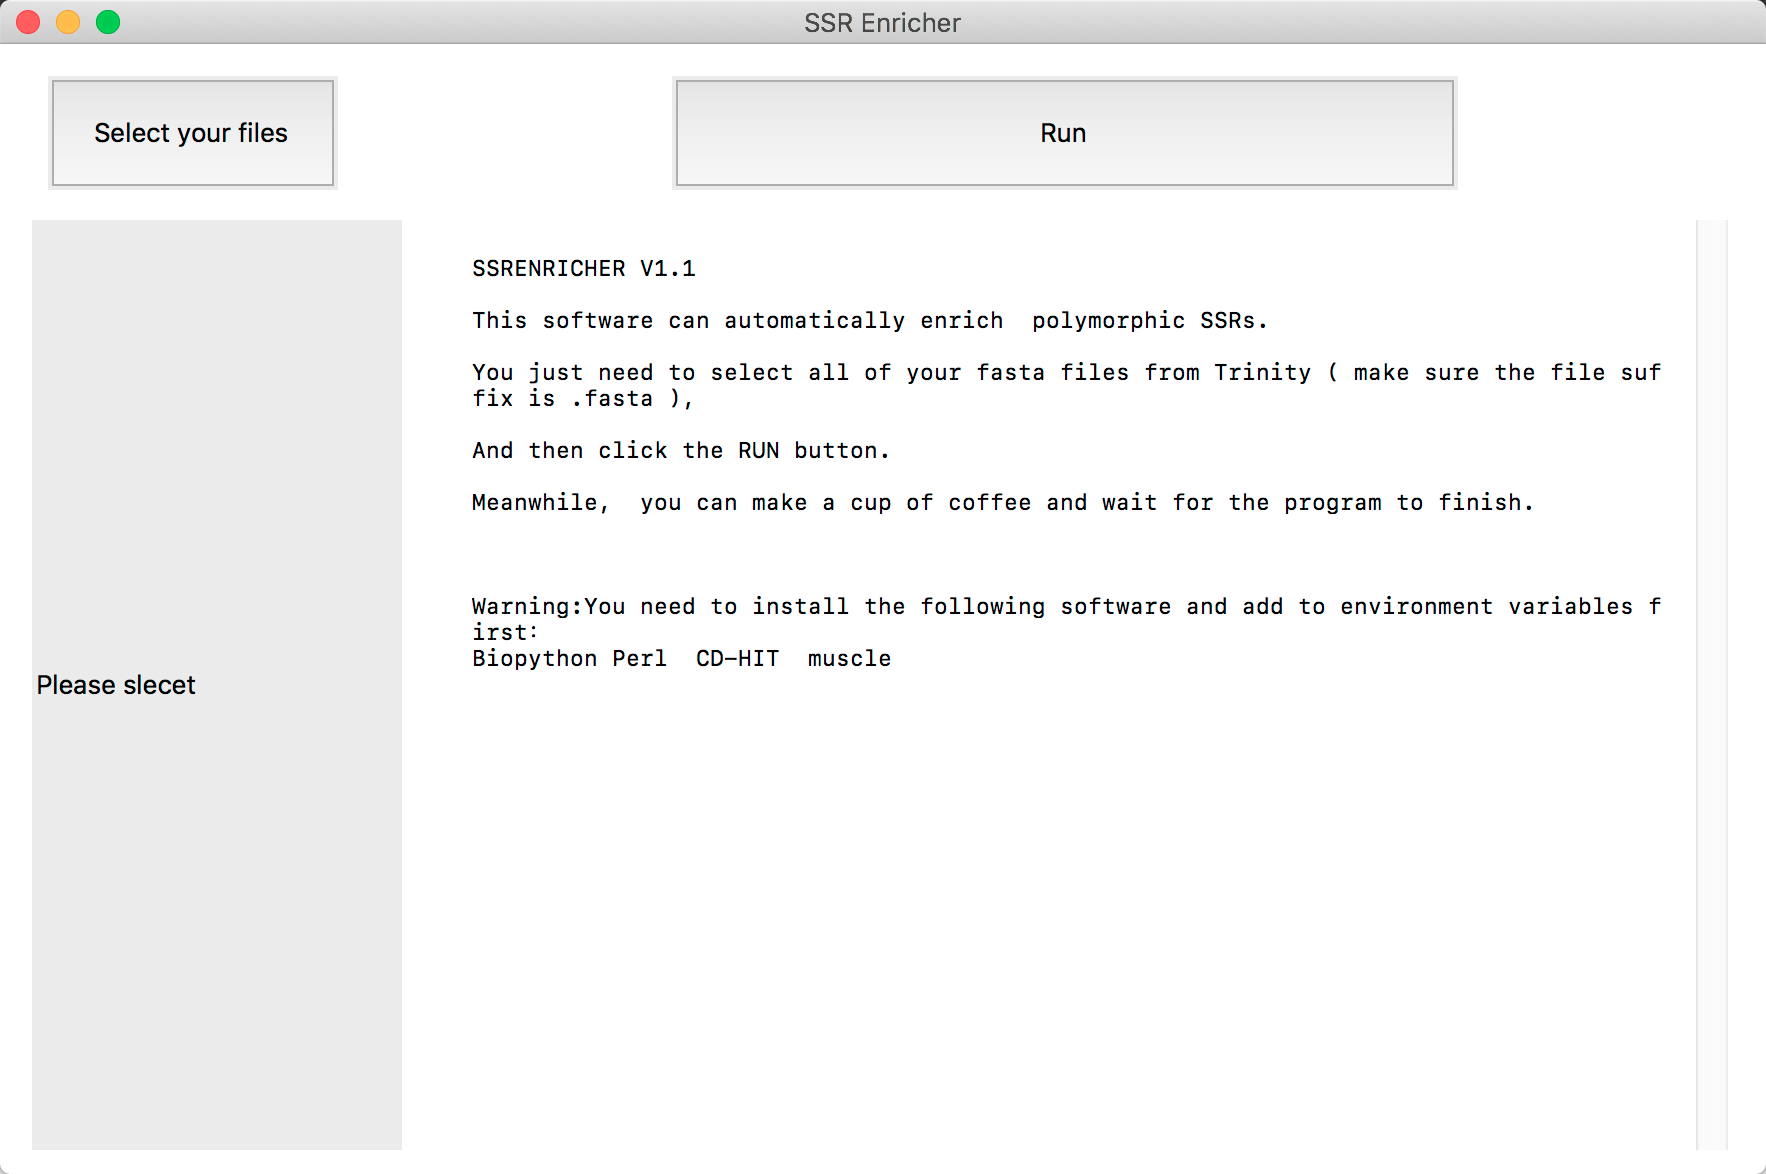 SSR Enricher
Select your files
Run
SSRENRICHER V1.1
This software can automatically enrich  polymorphic SSRs.
You just need to select all of your fasta files from Trinity ( make sure the file suf
fix is .fasta ),
And then click the RUN button.
Meanwhile,  you can make a cup of coffee and wait for the program to finish.
Warning:You need to install the following software and add to environment variables f
irst:
Biopython Perl  CD-HIT  muscle
Please slecet